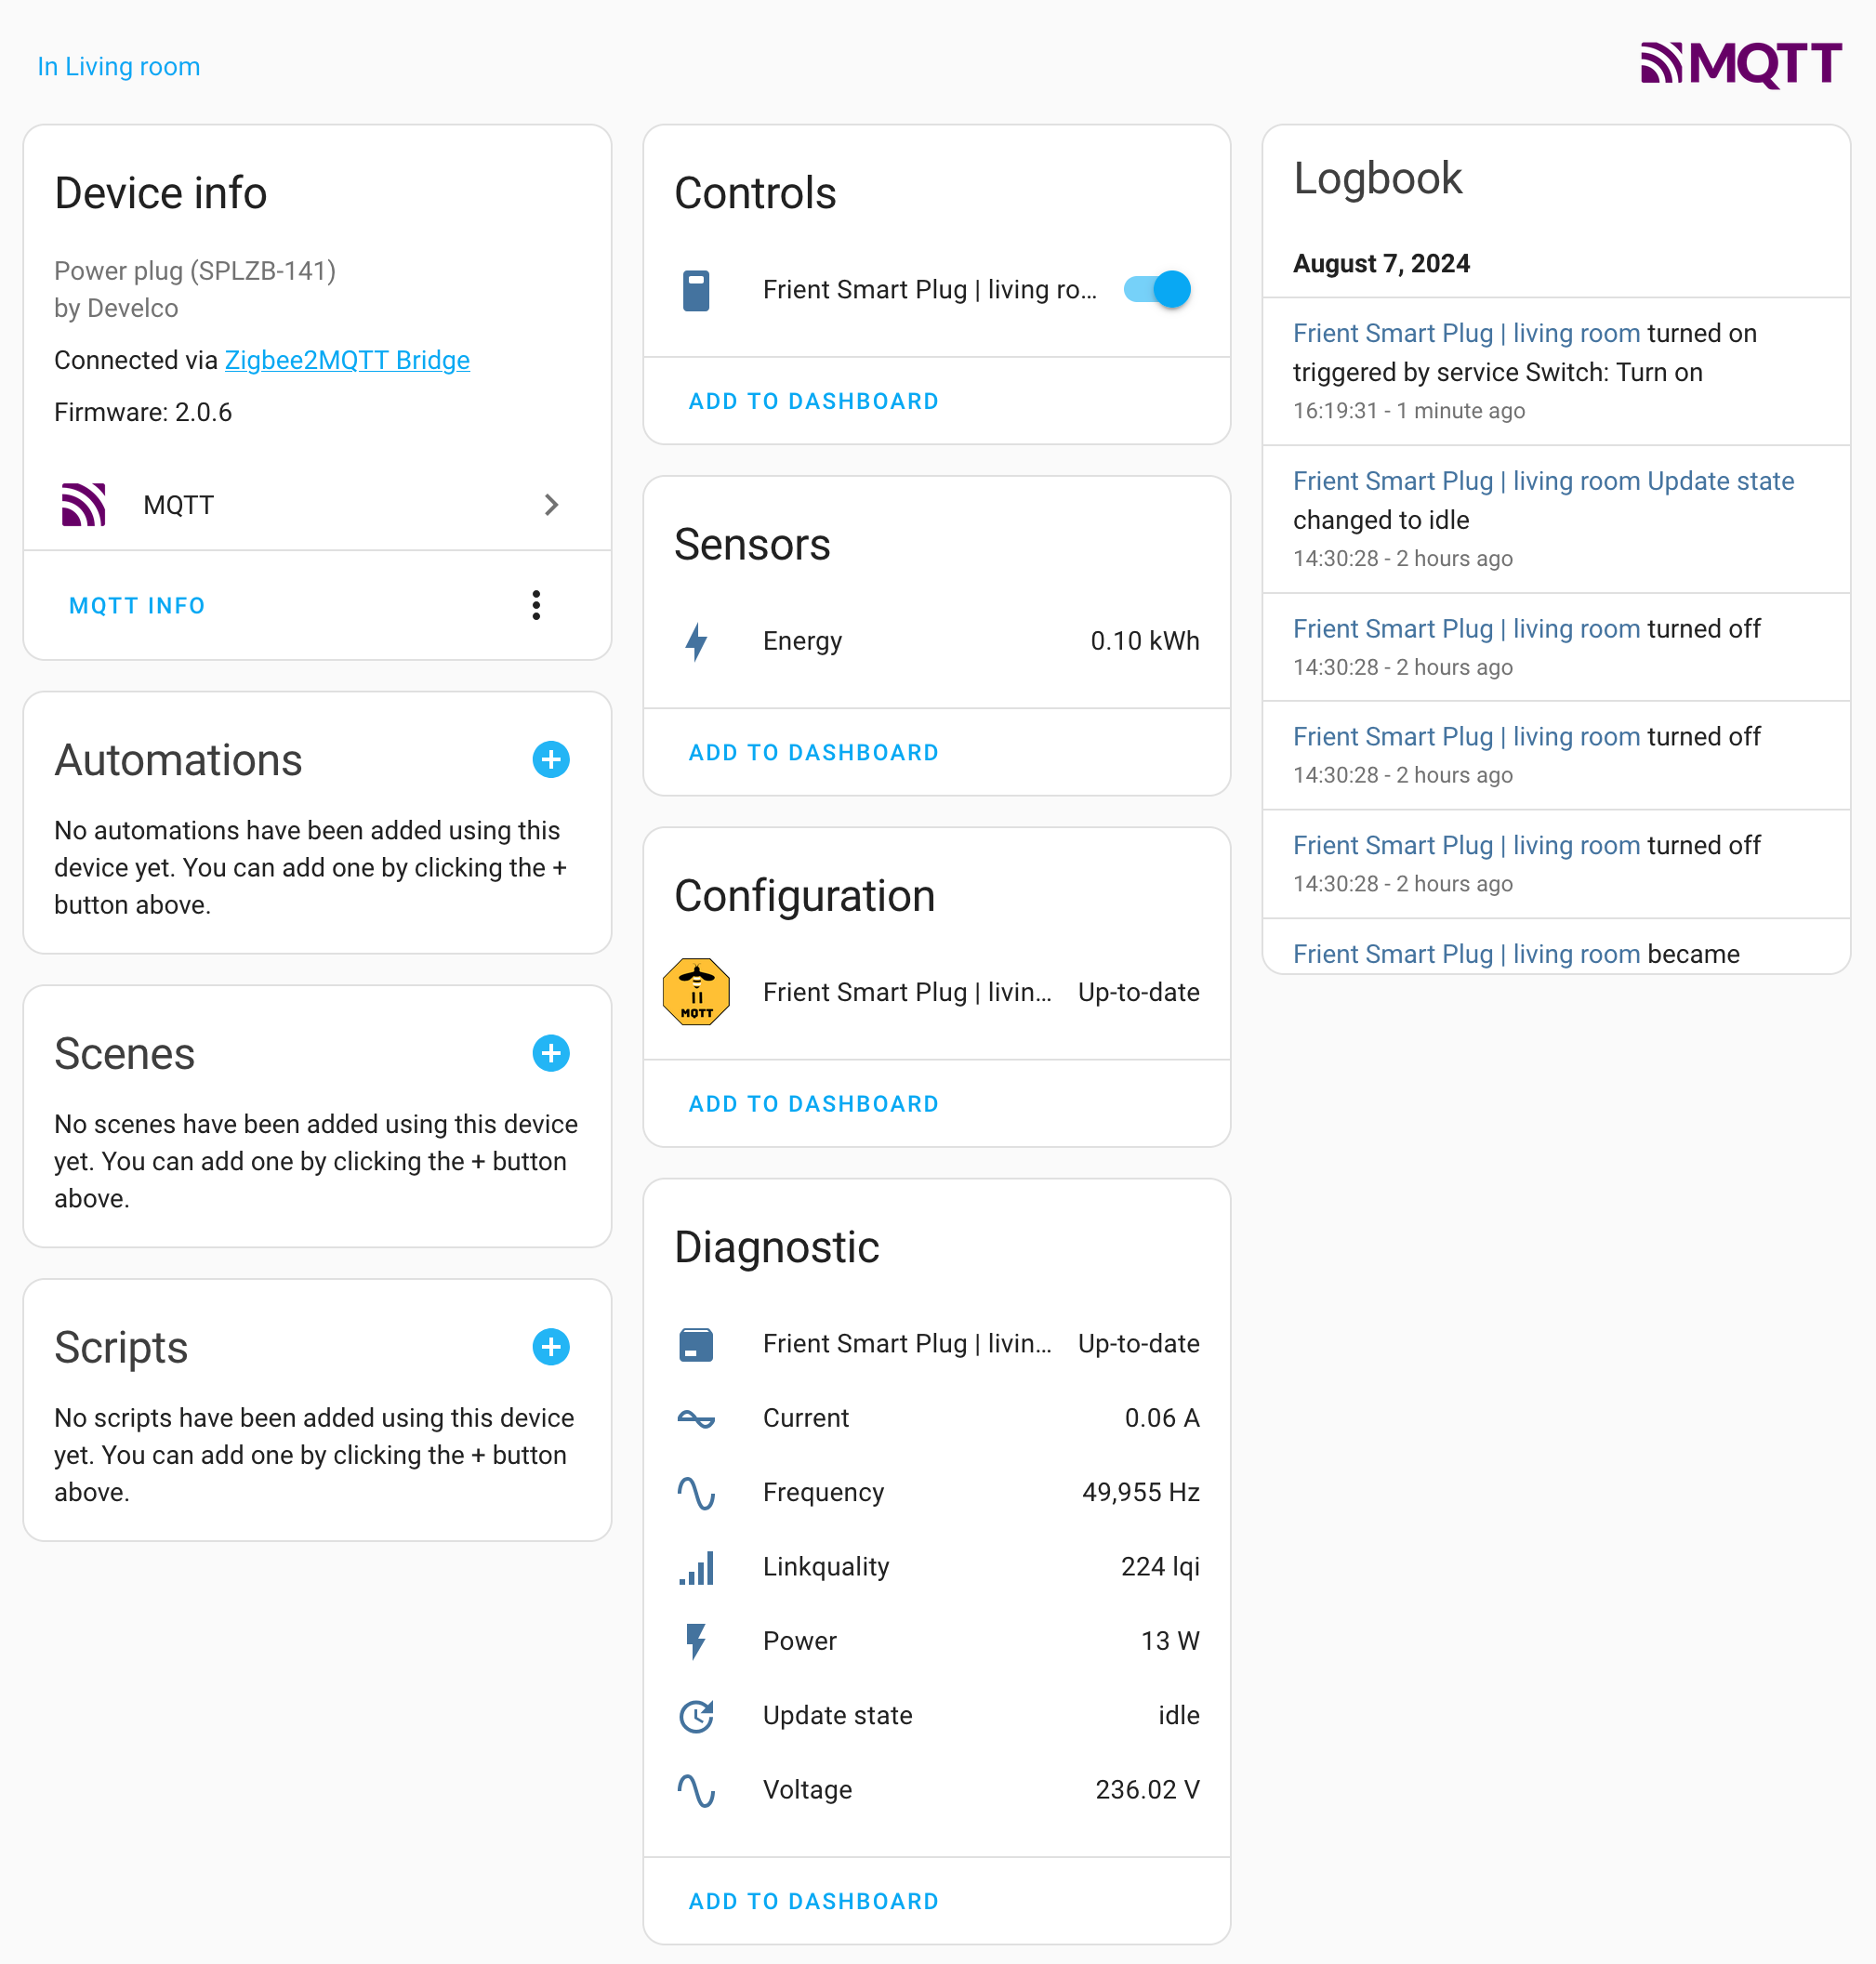 In Living room
MQTT
Device info
Power plug (SPLZB-141)
by Develco
Connected via Zigbee2MQTT Bridge
Firmware: 2.0.6
MQTT
MQTT INFO
Automations
No automations have been added using this
device yet. You can add one by clicking the +
button above.
Scenes
No scenes have been added using this device
yet. You can add one by clicking the + button
above.
Scripts
No scripts have been added using this device
yet. You can add one by clicking the + button
above.
Controls
Frient Smart Plug | living ro...
ADD TO DASHBOARD
Sensors
Energy 0.10 kWh
ADD TO DASHBOARD
Configuration
MQTT
Frient Smart Plug | livin... Up-to-date
ADD TO DASHBOARD
Diagnostic
Frient Smart Plug | livin... Up-to-date
Current 0.06 A
Frequency 49,955 Hz
Linkquality 224 lqi
Power 13 W
Update state idle
Voltage 236.02 V
ADD TO DASHBOARD
Logbook
August 7, 2024
Frient Smart Plug | living room turned on
triggered by service Switch: Turn on
16:19:31 - 1 minute ago
Frient Smart Plug | living room Update state
changed to idle
14:30:28 - 2 hours ago
Frient Smart Plug | living room turned off
14:30:28 - 2 hours ago
Frient Smart Plug | living room turned off
14:30:28 - 2 hours ago
Frient Smart Plug | living room turned off
14:30:28 - 2 hours ago
Frient Smart Plug | living room became